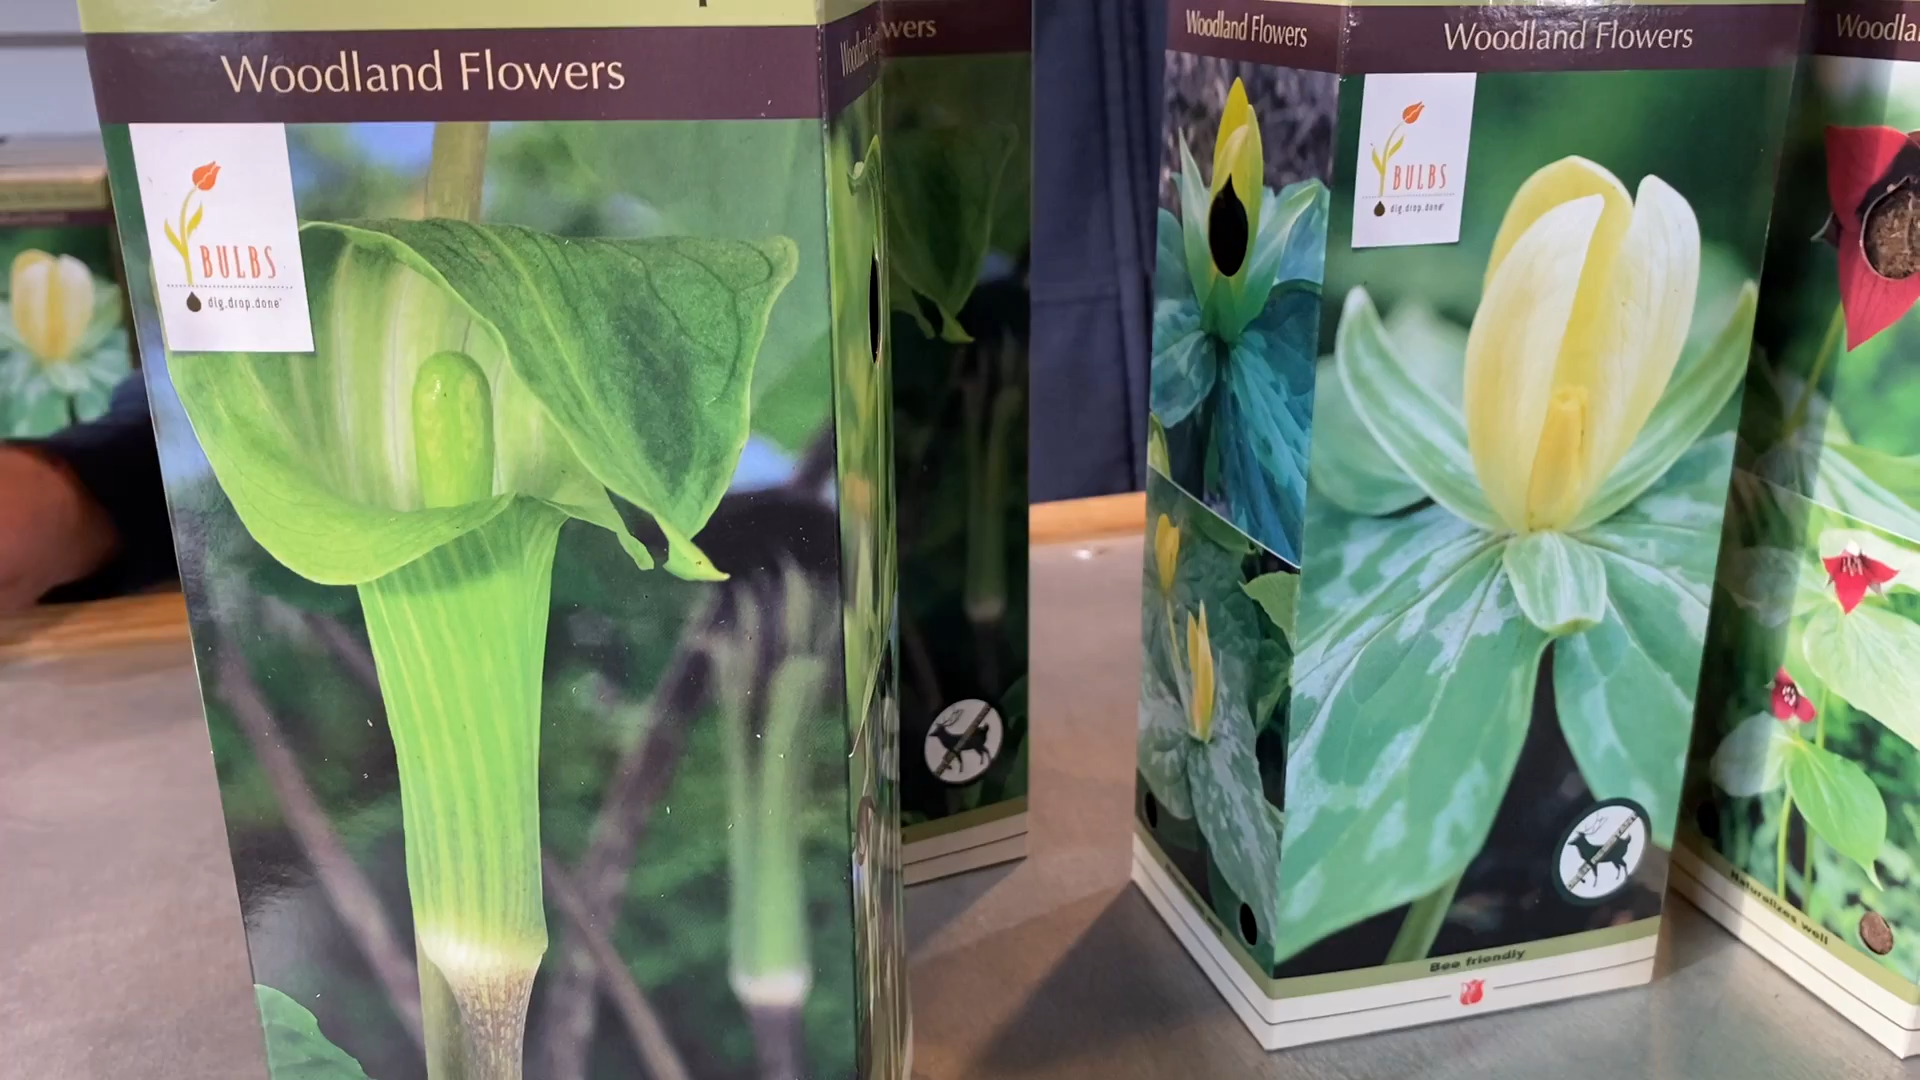 Woodland Flowers
BULBS
dig.drop.done
wers
Woodland Flowers
Woodland Flowers
BULBS
dig.drop.done
Bee friendly
Woodla
Naturalizes well